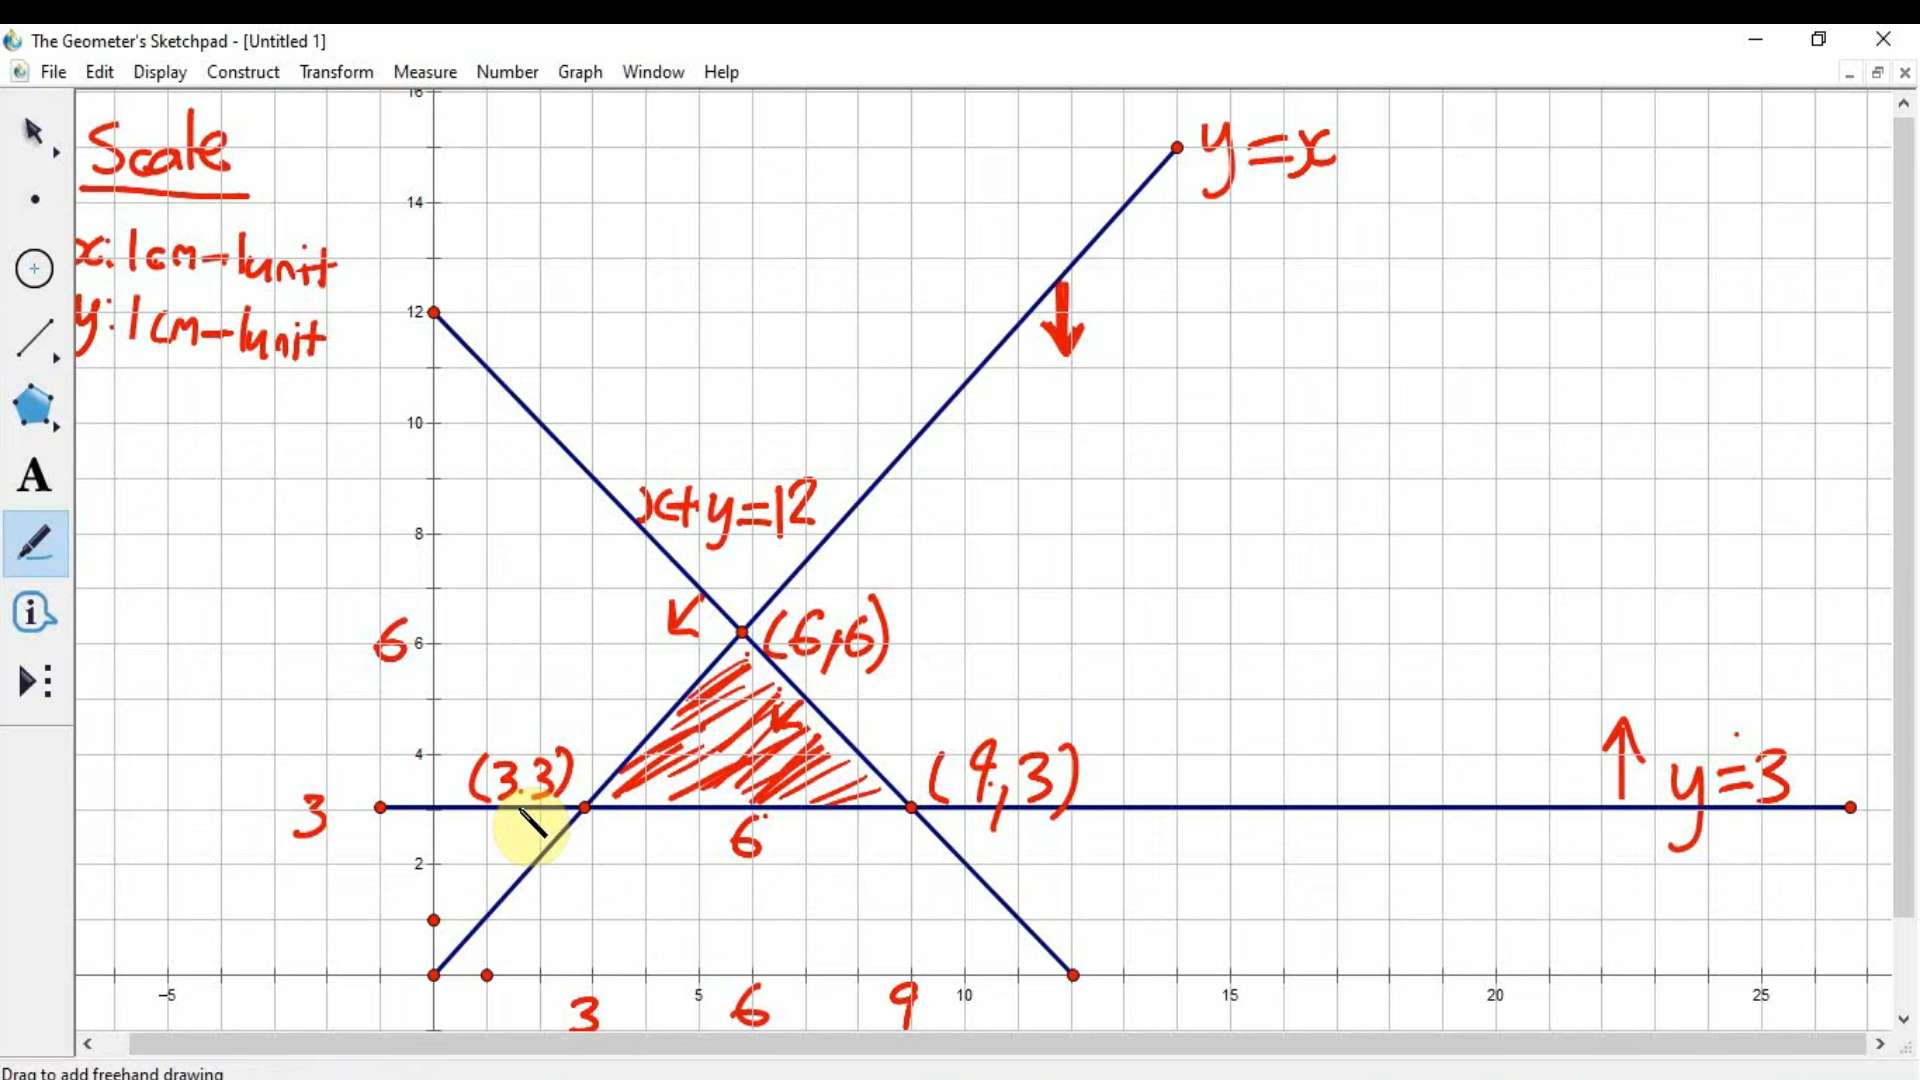 The Geometer's Sketchpad - [Untitled 1]
File Edit Display Construct Transform Measure Number Graph Window Help
16
Scale
y=x
14
x: 1cm-1unit
y: 1cm-1unit
12
10
x+y=12
8
6
6
(6,6)
4
(3.3)
(9,3)
y=3
3
6
2
-5
5
10
15
20
25
3
6
9
A
Drag to add freehand drawing